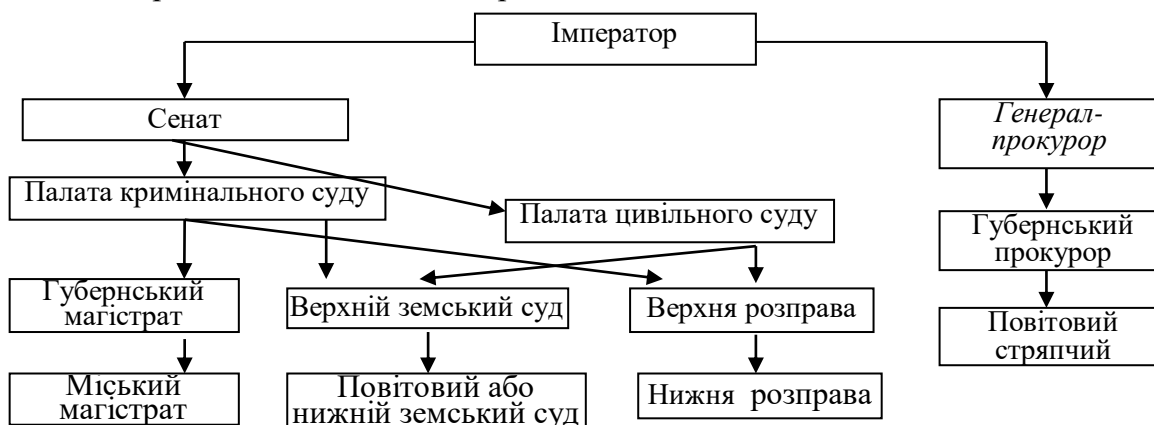 Імператор
Сенат
Генерал-
прокурор
Палата кримінального суду
Палата цивільного суду
Губернський
прокурор
Губернський
магістрат
Верхній земський суд
Верхня розправа
Повітовий
стряпчий
Міський
магістрат
Повітовий або
нижній земський суд
Нижня розправа